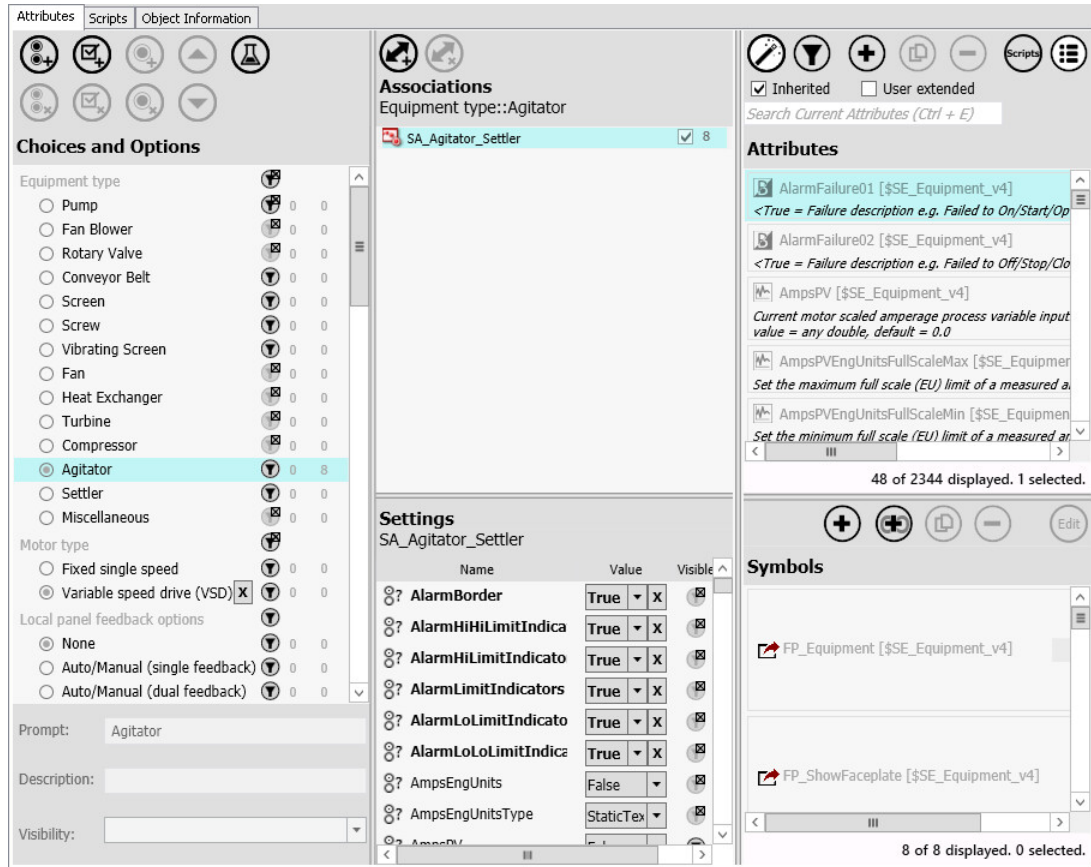 Attributes
Scripts
Object Information
Choices and Options
Equipment type
Pump 0 0
Fan Blower 0 0
Rotary Valve 0 0
Conveyor Belt 0 0
Screen 0 0
Screw 0 0
Vibrating Screen 0 0
Fan 0 0
Heat Exchanger 0 0
Turbine 0 0
Compressor 0 0
Agitator 0 8
Settler 0 0
Miscellaneous 0 0
Motor type
Fixed single speed 0 0
Variable speed drive (VSD) X 0 0
Local panel feedback options
None 0 0
Auto/Manual (single feedback) 0 0
Auto/Manual (dual feedback) 0 0
Prompt: Agitator
Description:
Visibility:
Associations
Equipment type::Agitator
SA_Agitator_Settler 8
Settings
SA_Agitator_Settler
Name Value Visible
AlarmBorder True X
AlarmHiHiLimitIndica True X
AlarmHiLimitIndicato True X
AlarmLimitIndicators True X
AlarmLoLimitIndicato True X
AlarmLoLoLimitIndica True X
AmpsEngUnits False
AmpsEngUnitsType StaticTex
AmpsPV
Scripts
Inherited
User extended
Search Current Attributes (Ctrl + E)
Attributes
AlarmFailure01 [$SE_Equipment_v4]
<True = Failure description e.g. Failed to On/Start/Op
AlarmFailure02 [$SE_Equipment_v4]
<True = Failure description e.g. Failed to Off/Stop/Clo
AmpsPV [$SE_Equipment_v4]
Current motor scaled amperage process variable input
value = any double, default = 0.0
AmpsPVEngUnitsFullScaleMax [$SE_Equipmer
Set the maximum full scale (EU) limit of a measured a
AmpsPVEngUnitsFullScaleMin [$SE_Equipmen
Set the minimum full scale (EU) limit of a measured an
48 of 2344 displayed. 1 selected.
Edit
Symbols
FP_Equipment [$SE_Equipment_v4]
FP_ShowFaceplate [$SE_Equipment_v4]
8 of 8 displayed. 0 selected.